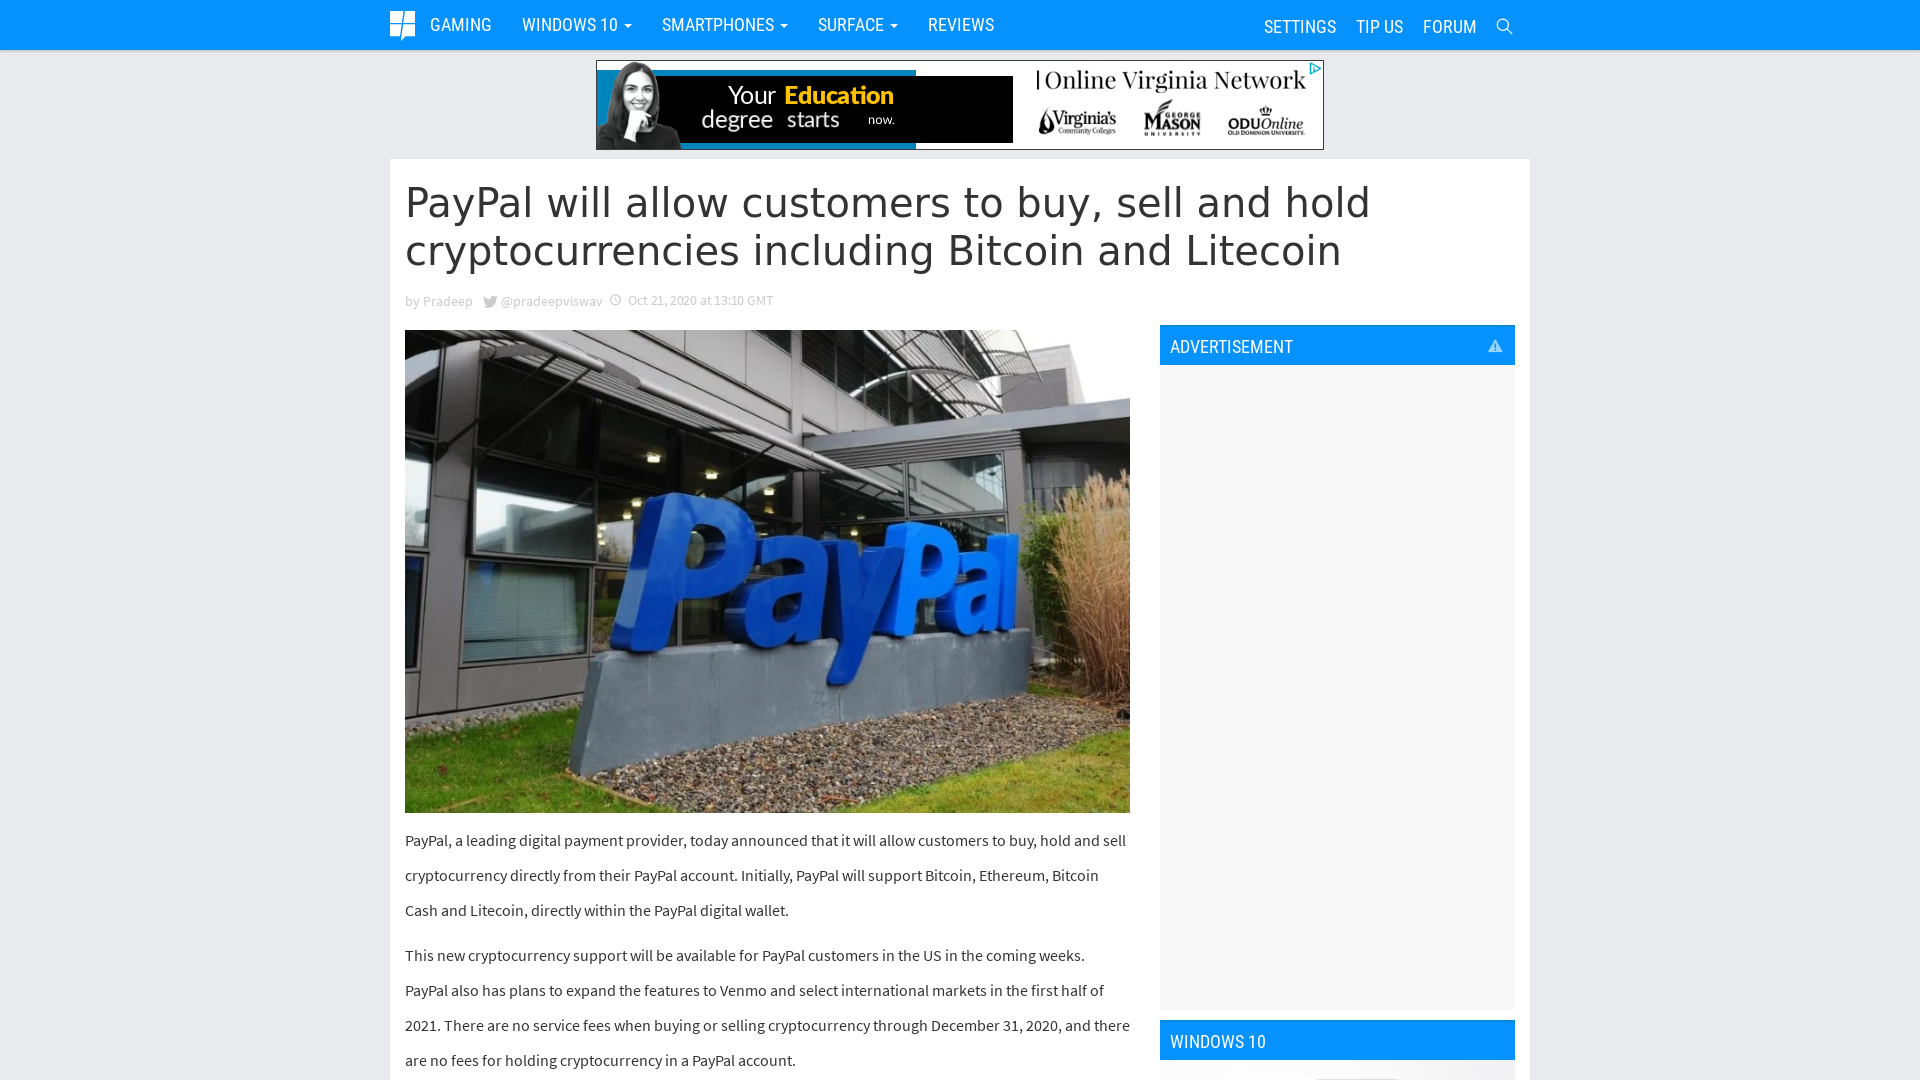 GAMING
WINDOWS 10
SMARTPHONES
SURFACE
REVIEWS
SETTINGS
TIP US
FORUM
Your Education
degree starts now.
Online Virginia Network
Virginia's
Community Colleges
GEORGE
MASON
UNIVERSITY
ODUOnline
OLD DOMINION UNIVERSITY.
PayPal will allow customers to buy, sell and hold
cryptocurrencies including Bitcoin and Litecoin
by Pradeep @pradeepviswav Oct 21, 2020 at 13:10 GMT
PayPal
ADVERTISEMENT
PayPal, a leading digital payment provider, today announced that it will allow customers to buy, hold and sell
cryptocurrency directly from their PayPal account. Initially, PayPal will support Bitcoin, Ethereum, Bitcoin
Cash and Litecoin, directly within the PayPal digital wallet.
This new cryptocurrency support will be available for PayPal customers in the US in the coming weeks.
PayPal also has plans to expand the features to Venmo and select international markets in the first half of
2021. There are no service fees when buying or selling cryptocurrency through December 31, 2020, and there
are no fees for holding cryptocurrency in a PayPal account.
WINDOWS 10